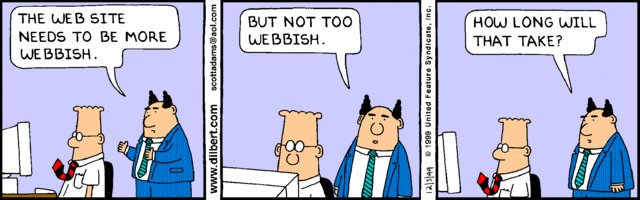 THE WEB SITE
NEEDS TO BE MORE
WEBBISH.
www.dilbert.com
scottadams@aol.com
BUT NOT TOO
WEBBISH.
12/3/99
© 1999 United Feature Syndicate, Inc.
HOW LONG WILL
THAT TAKE?